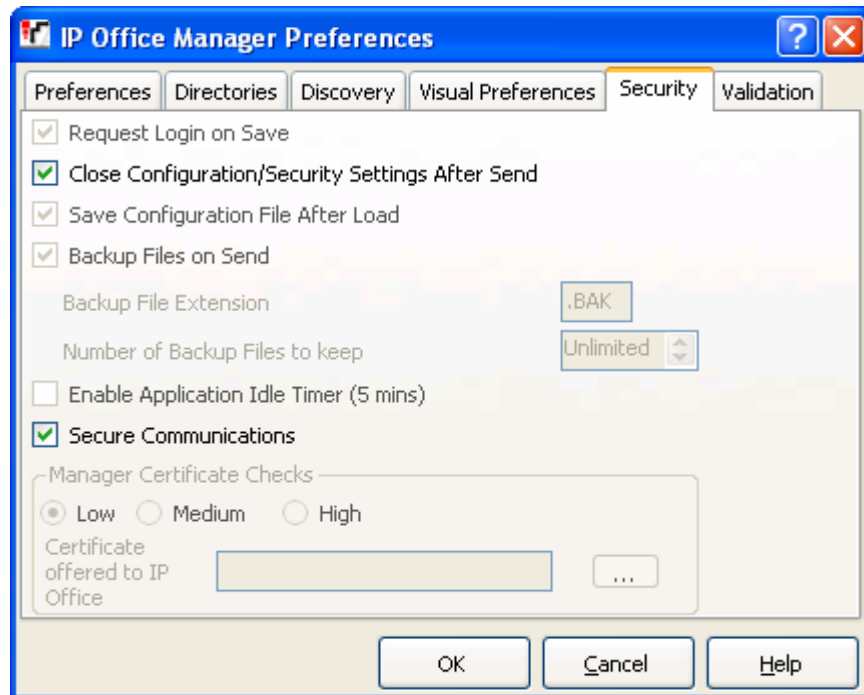 IP Office Manager Preferences
Preferences Directories Discovery Visual Preferences Security Validation
Request Login on Save
Close Configuration/Security Settings After Send
Save Configuration File After Load
Backup Files on Send
Backup File Extension .BAK
Number of Backup Files to keep Unlimited
Enable Application Idle Timer (5 mins)
Secure Communications
Manager Certificate Checks
Low Medium High
Certificate
offered to IP
Office
...
OK Cancel Help